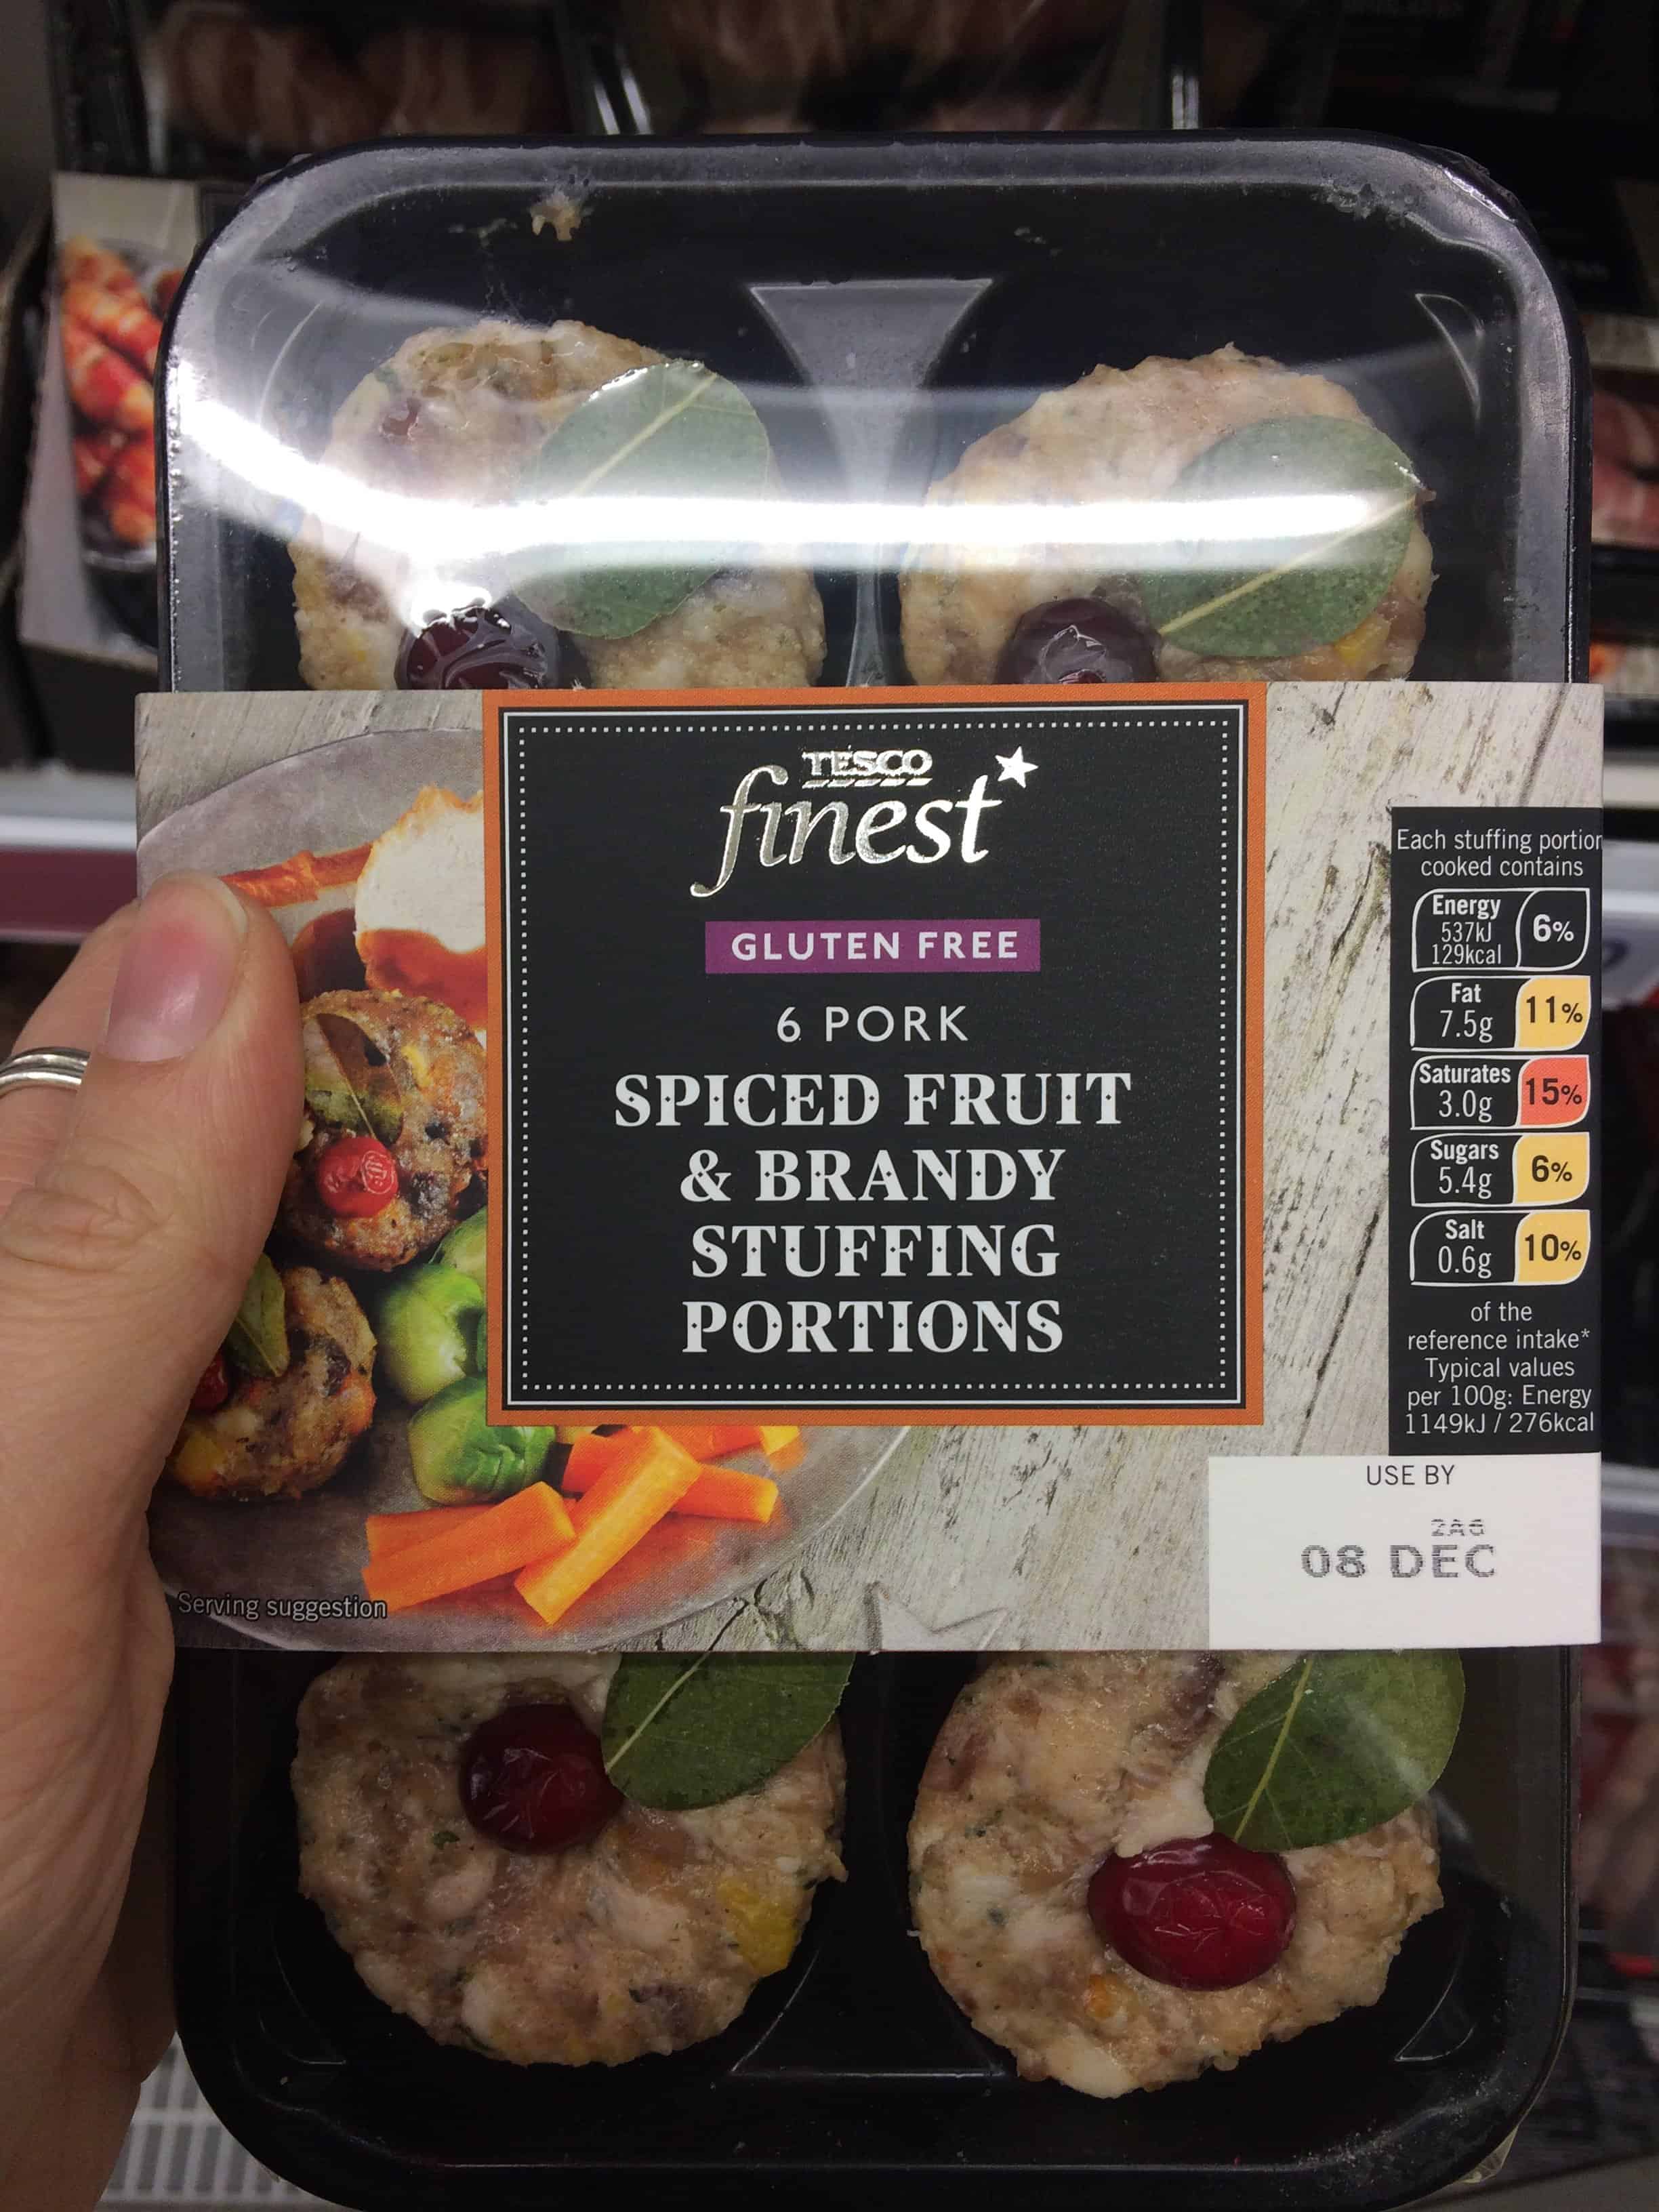 TESCO
finest
GLUTEN FREE
6 PORK
SPICED FRUIT
& BRANDY
STUFFING
PORTIONS
Each stuffing portion
cooked contains
Energy
537kJ
129kcal
6%
Fat
7.5g
11%
Saturates
3.0g
15%
Sugars
5.4g
6%
Salt
0.6g
10%
of the
reference intake*
Typical values
per 100g: Energy
1149kJ / 276kcal
USE BY
2A6
08 DEC
Serving suggestion